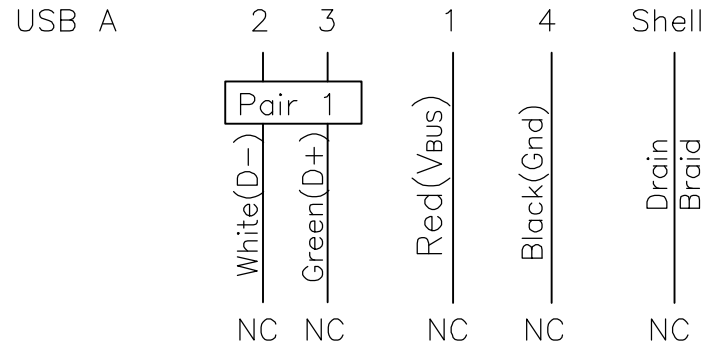 USB A 2 3 1 4 Shell
Pair 1
White(D-)
Green(D+)
Red(VBUS)
Black(Gnd)
Drain
Braid
NC NC NC NC NC